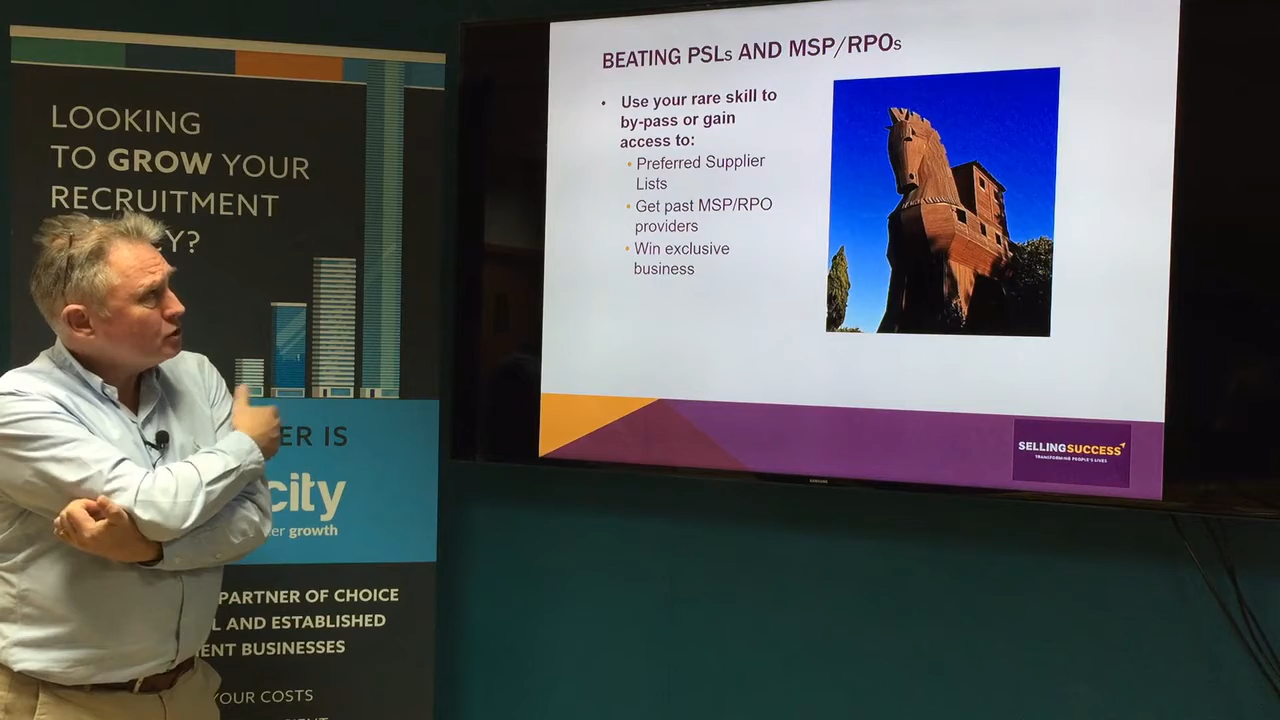 LOOKING
TO GROW YOUR
RECRUITMENT
Y?
ER IS
city
er growth
PARTNER OF CHOICE
L AND ESTABLISHED
ENT BUSINESSES
YOUR COSTS
BEATING PSLs AND MSP/RPOs
• Use your rare skill to
by-pass or gain
access to:
• Preferred Supplier
Lists
• Get past MSP/RPO
providers
• Win exclusive
business
SELLINGSUCCESS
TRANSFORMING PEOPLE'S LIVES
SAMSUNG